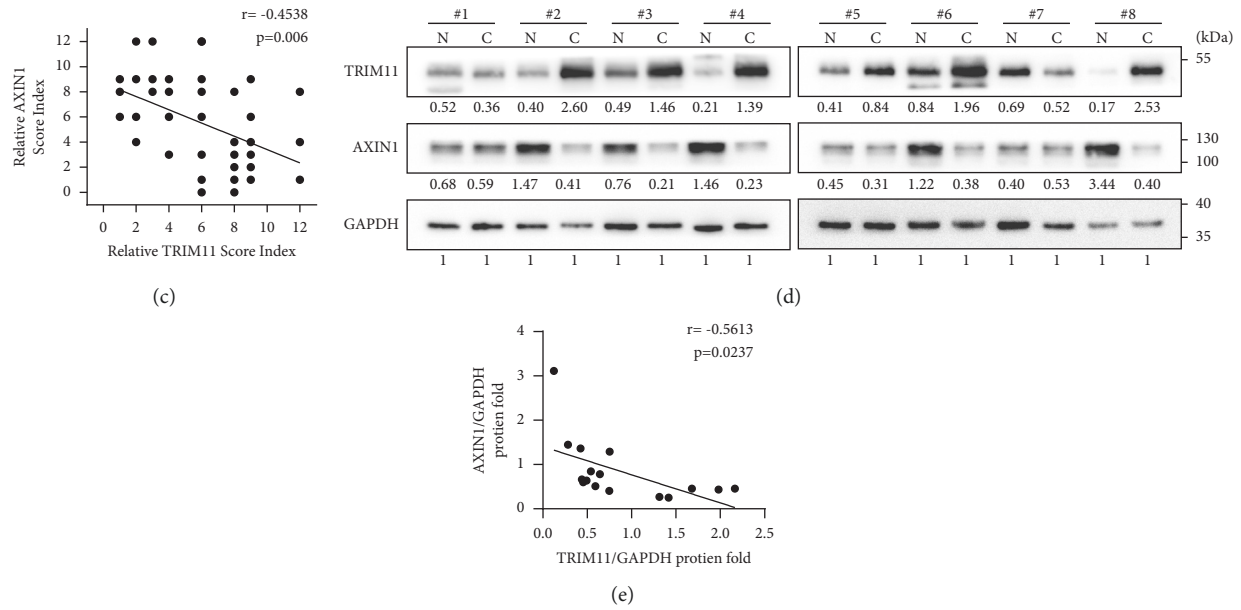 r= -0.4538
p=0.006
12
10
8
6
4
2
0
Relative AXIN1
Score Index
0 2 4 6 8 10 12
Relative TRIM11 Score Index
(c)
#1 #2 #3 #4 #5 #6 #7 #8
N C N C N C N C N C N C N C N C (kDa)
TRIM11 55
0.52 0.36 0.40 2.60 0.49 1.46 0.21 1.39 0.41 0.84 0.84 1.96 0.69 0.52 0.17 2.53
AXIN1 130
100
0.68 0.59 1.47 0.41 0.76 0.21 1.46 0.23 0.45 0.31 1.22 0.38 0.40 0.53 3.44 0.40
GAPDH 40
35
1 1 1 1 1 1 1 1 1 1 1 1 1 1 1 1
(d)
r= -0.5613
p=0.0237
4
3
2
1
0
AXIN1/GAPDH
protien fold
0.0 0.5 1.0 1.5 2.0 2.5
TRIM11/GAPDH protien fold
(e)